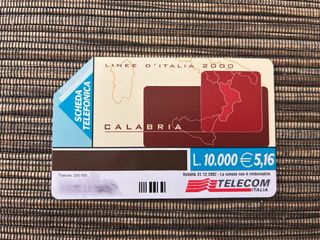 LINEE D'ITALIA 2000
SCHEDA
TELEFONICA
CALABRIA
L. 10.000 € 5,16
Validità 31.12.2002 - La scheda non è rimborsabile
TELECOM
ITALIA